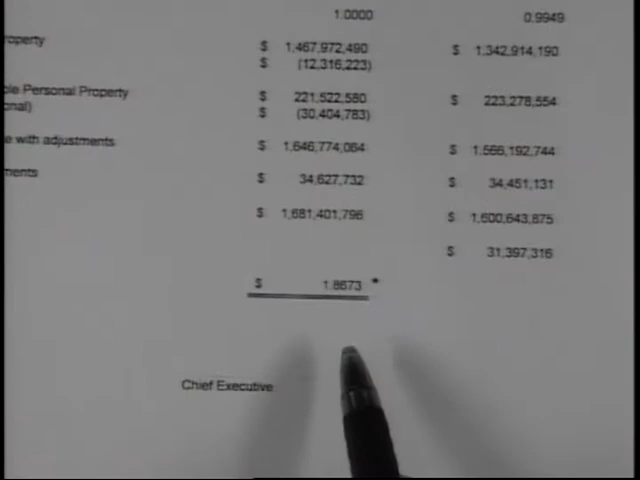 1.0000 0.9949
operty $ 1,467,972,490 $ 1,342,914,190
$ (12,316,223)
ble Personal Property $ 221,522,580 $ 223,278,554
onal) $ (30,404,783)
e with adjustments $ 1,646,774,064 $ 1,566,192,744
ments $ 34,627,732 $ 34,451,131
$ 1,681,401,796 $ 1,600,643,875
$ 31,397,316
$ 1.8673 *
Chief Executive